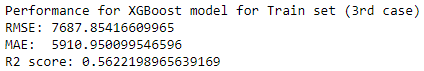 Performance for XGBoost model for Train set (3rd case)
RMSE: 7687.85416609965
MAE:  5910.950099546596
R2 score: 0.5622198965639169